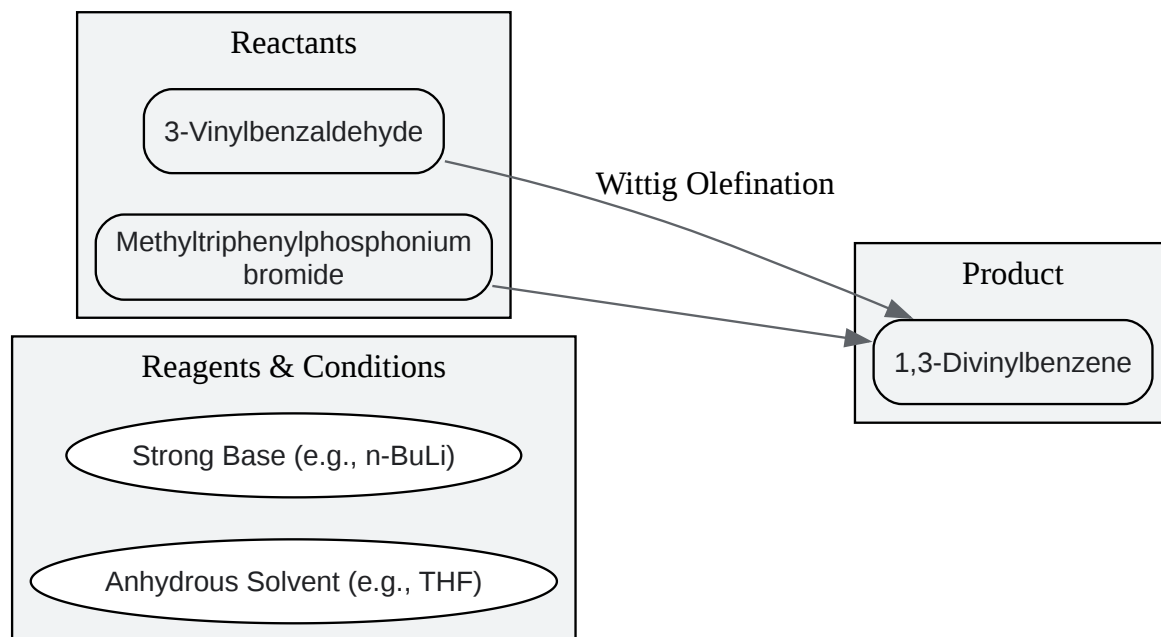 Reactants
3-Vinylbenzaldehyde
Methyltriphenylphosphonium
bromide
Wittig Olefination
Product
1,3-Divinylbenzene
Reagents & Conditions
Strong Base (e.g., n-BuLi)
Anhydrous Solvent (e.g., THF)